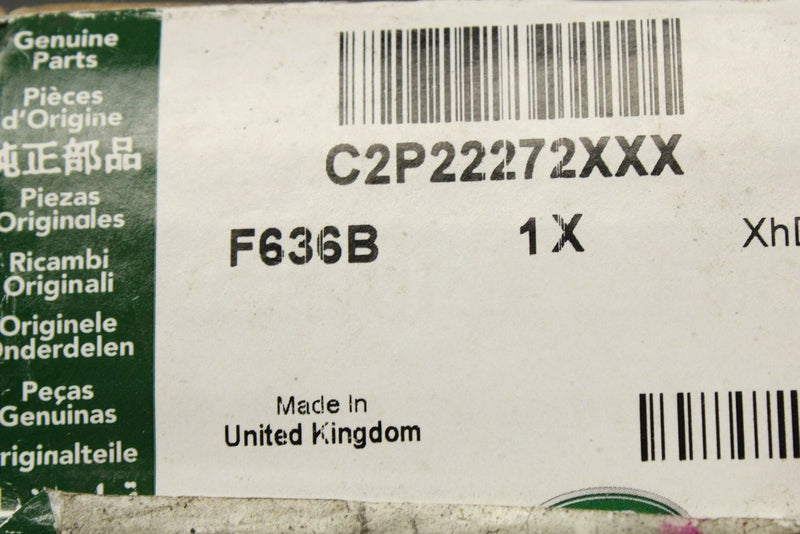 Genuine
Parts
Pièces
d'Origine
純正部品
Piezas
Originales
Ricambi
Originali
Originele
Onderdelen
Peças
Genuinas
Originalteile
C2P22272XXX
F636B 1X XhD
Made In
United Kingdom